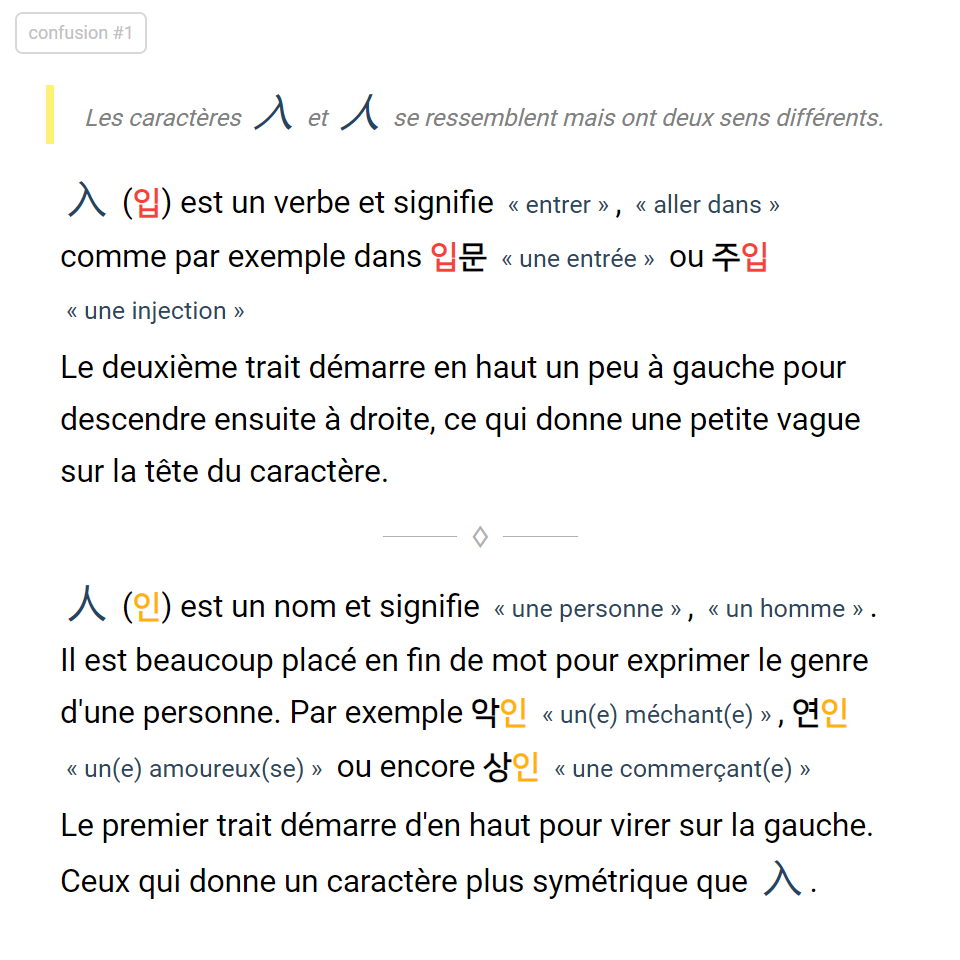 confusion #1
Les caractères 入 et 人 se ressemblent mais ont deux sens différents.
入 (입) est un verbe et signifie « entrer », « aller dans »
comme par exemple dans 입문 « une entrée » ou 주입
« une injection »
Le deuxième trait démarre en haut un peu à gauche pour
descendre ensuite à droite, ce qui donne une petite vague
sur la tête du caractère.
人 (인) est un nom et signifie « une personne », « un homme ».
Il est beaucoup placé en fin de mot pour exprimer le genre
d'une personne. Par exemple 악인 « un(e) méchant(e) », 연인
« un(e) amoureux(se) » ou encore 상인 « une commerçant(e) »
Le premier trait démarre d'en haut pour virer sur la gauche.
Ceux qui donne un caractère plus symétrique que 入.